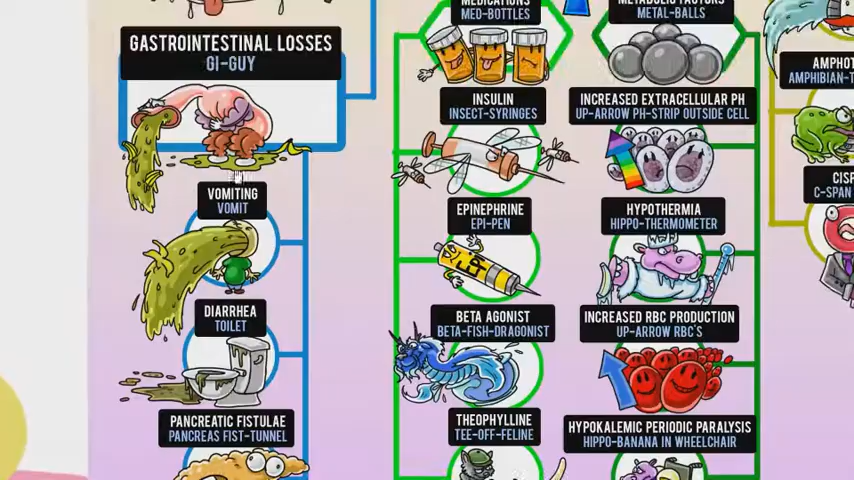 GASTROINTESTINAL LOSSES
GI-GUY
VOMITING
VOMIT
DIARRHEA
TOILET
PANCREATIC FISTULAE
PANCREAS FIST-TUNNEL
MEDICATIONS
MED-BOTTLES
INSULIN
INSECT-SYRINGES
EPINEPHRINE
EPI-PEN
BETA AGONIST
BETA-FISH-DRAGONIST
THEOPHYLLINE
TEE-OFF-FELINE
METABOLIC FACTORS
METAL-BALLS
INCREASED EXTRACELLULAR PH
UP-ARROW PH-STRIP OUTSIDE CELL
HYPOTHERMIA
HIPPO-THERMOMETER
INCREASED RBC PRODUCTION
UP-ARROW RBC'S
HYPOKALEMIC PERIODIC PARALYSIS
HIPPO-BANANA IN WHEELCHAIR
AMPHOT
AMPHIBIAN-T
CISP
C-SPAN